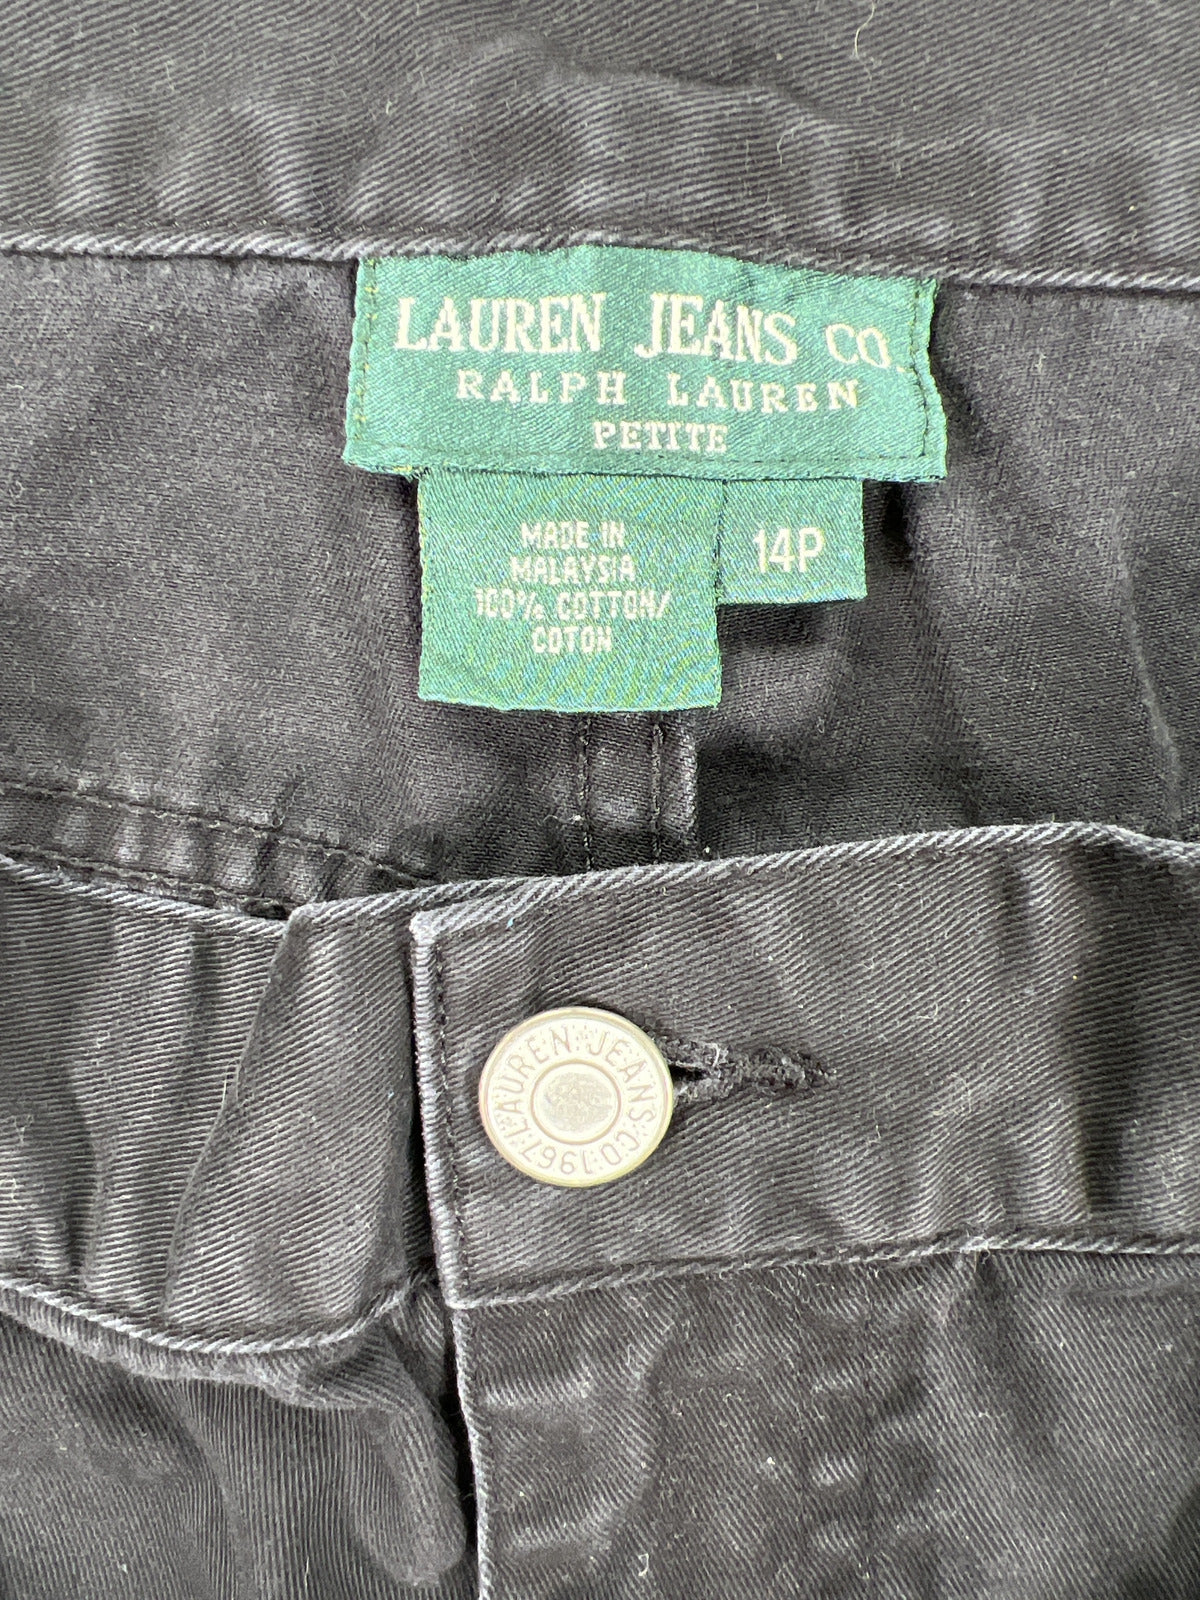 LAUREN JEANS CO.
RALPH LAUREN
PETITE
MADE IN
MALAYSIA
100% COTTON/
COTON
14P
LAUREN JEANS CO. 1967